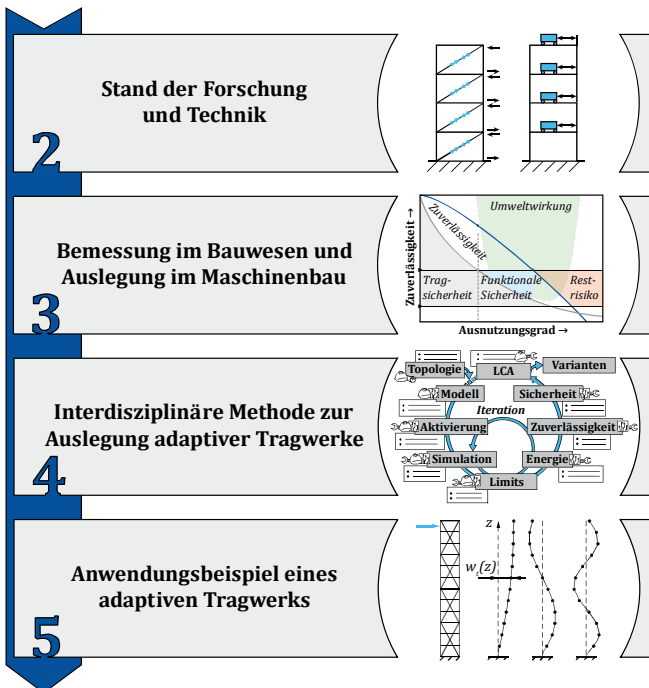 Stand der Forschung
und Technik
2
Zuverlässigkeit →
Umweltwirkung
Zuverlässigkeit
Trag-
sicherheit
Funktionale
Sicherheit
Rest-
risiko
Ausnutzungsgrad →
Bemessung im Bauwesen und
Auslegung im Maschinenbau
3
Interdisziplinäre Methode zur
Auslegung adaptiver Tragwerke
4
Topologie
LCA
Varianten
Modell
Sicherheit
Iteration
Aktivierung
Zuverlässigkeit
Simulation
Energie
Limits
Anwendungsbeispiel eines
adaptiven Tragwerks
5
z
wᵢ(z)